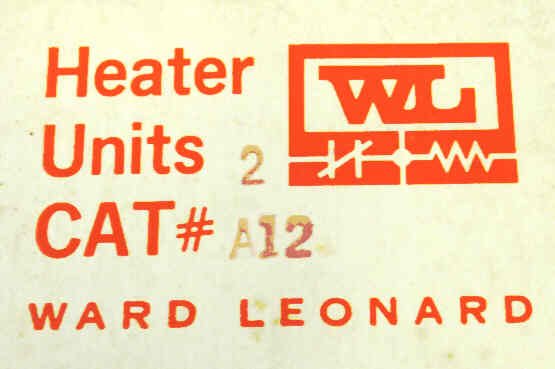 Heater
WL
Units 2
CAT# A12
WARD LEONARD